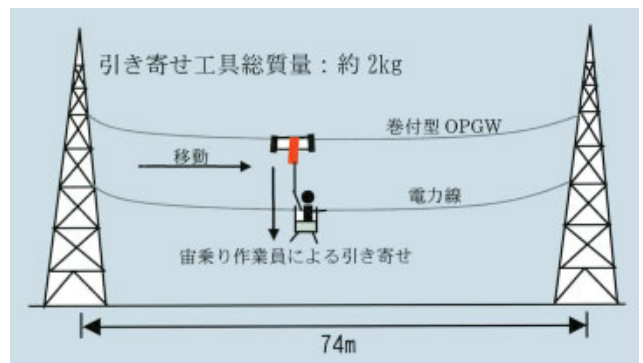 引き寄せ工具総質量：約 2kg
巻付型 OPGW
移動
電力線
宙乗り作業員による引き寄せ
74m